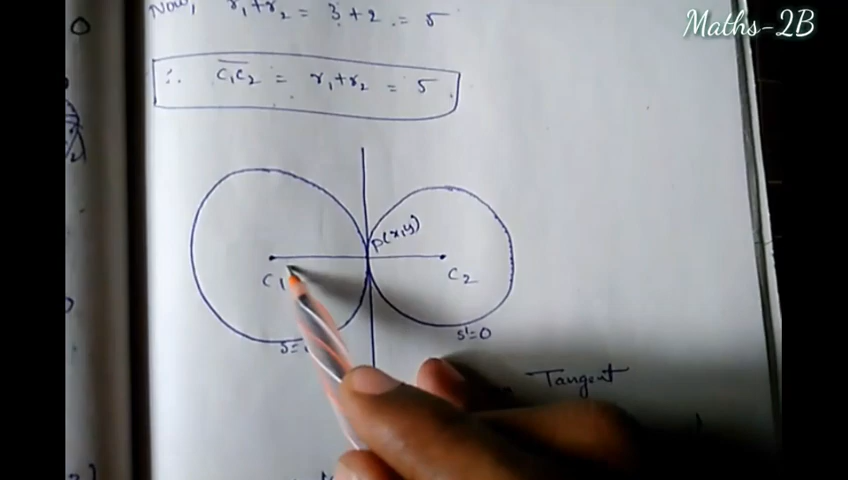 Maths-2B
Now, r₁+r₂ = 3 + 2 = 5
∴ C₁C₂ = r₁+r₂ = 5
P(x,y)
C₁ C₂
S= S'=0
Tangent